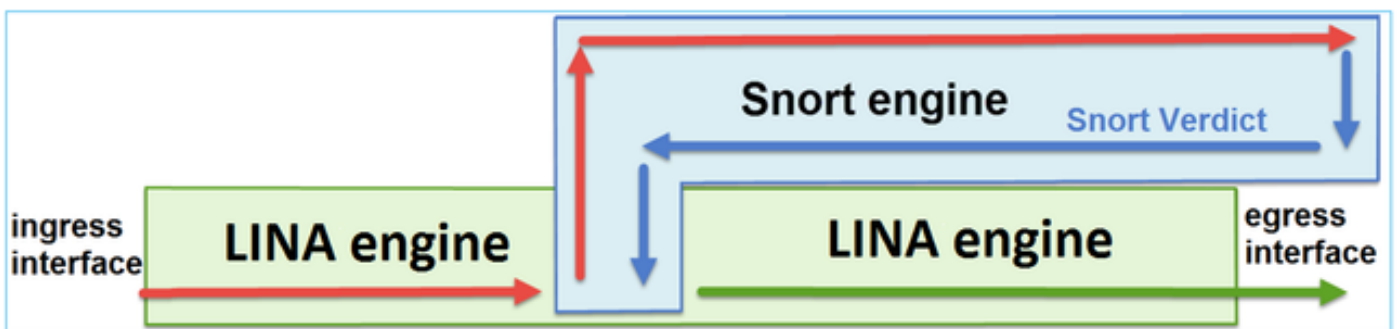 Snort engine
Snort Verdict
ingress
interface
LINA engine
LINA engine
egress
interface